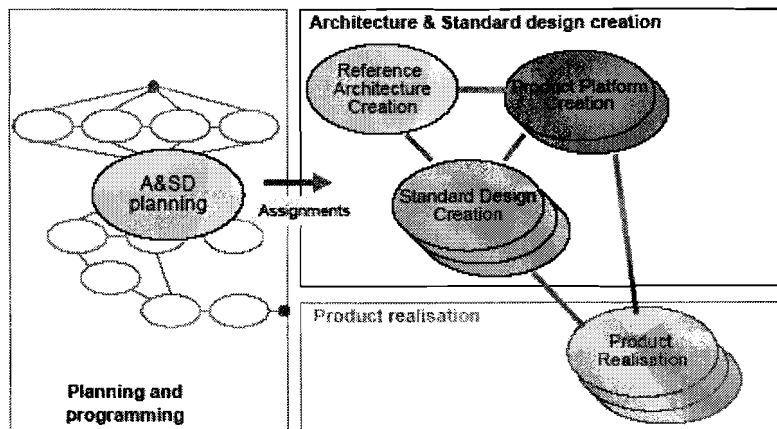 Architecture & Standard design creation
Reference
Architecture
Creation
Product Platform
Creation
A&SD
planning
Assignments
Standard Design
Creation
Product realisation
Product
Realisation
Planning and
programming